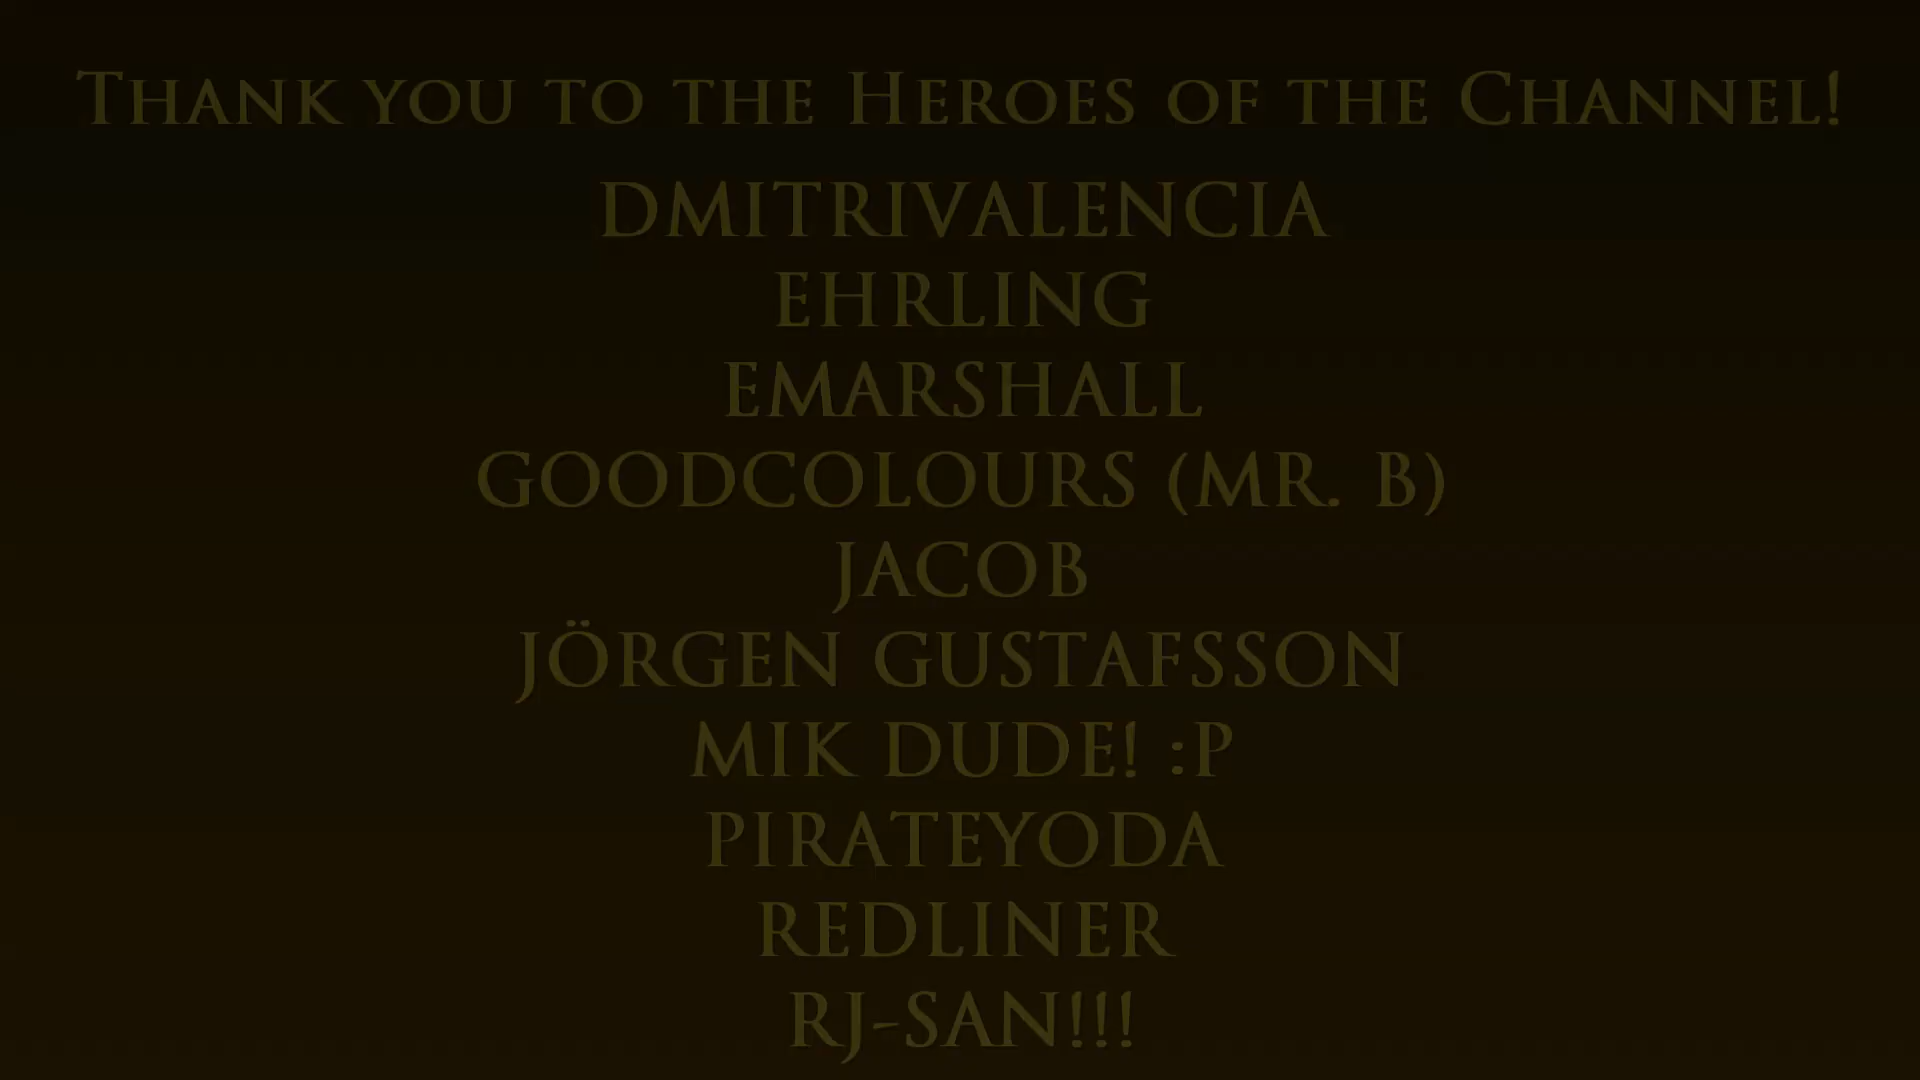 Thank you to the Heroes of the Channel!
DMITRIVALENCIA
EHRLING
EMARSHALL
GOODCOLOURS (MR. B)
JACOB
JÖRGEN GUSTAFSSON
MIK DUDE! :P
PIRATEYODA
REDLINER
RJ-SAN!!!